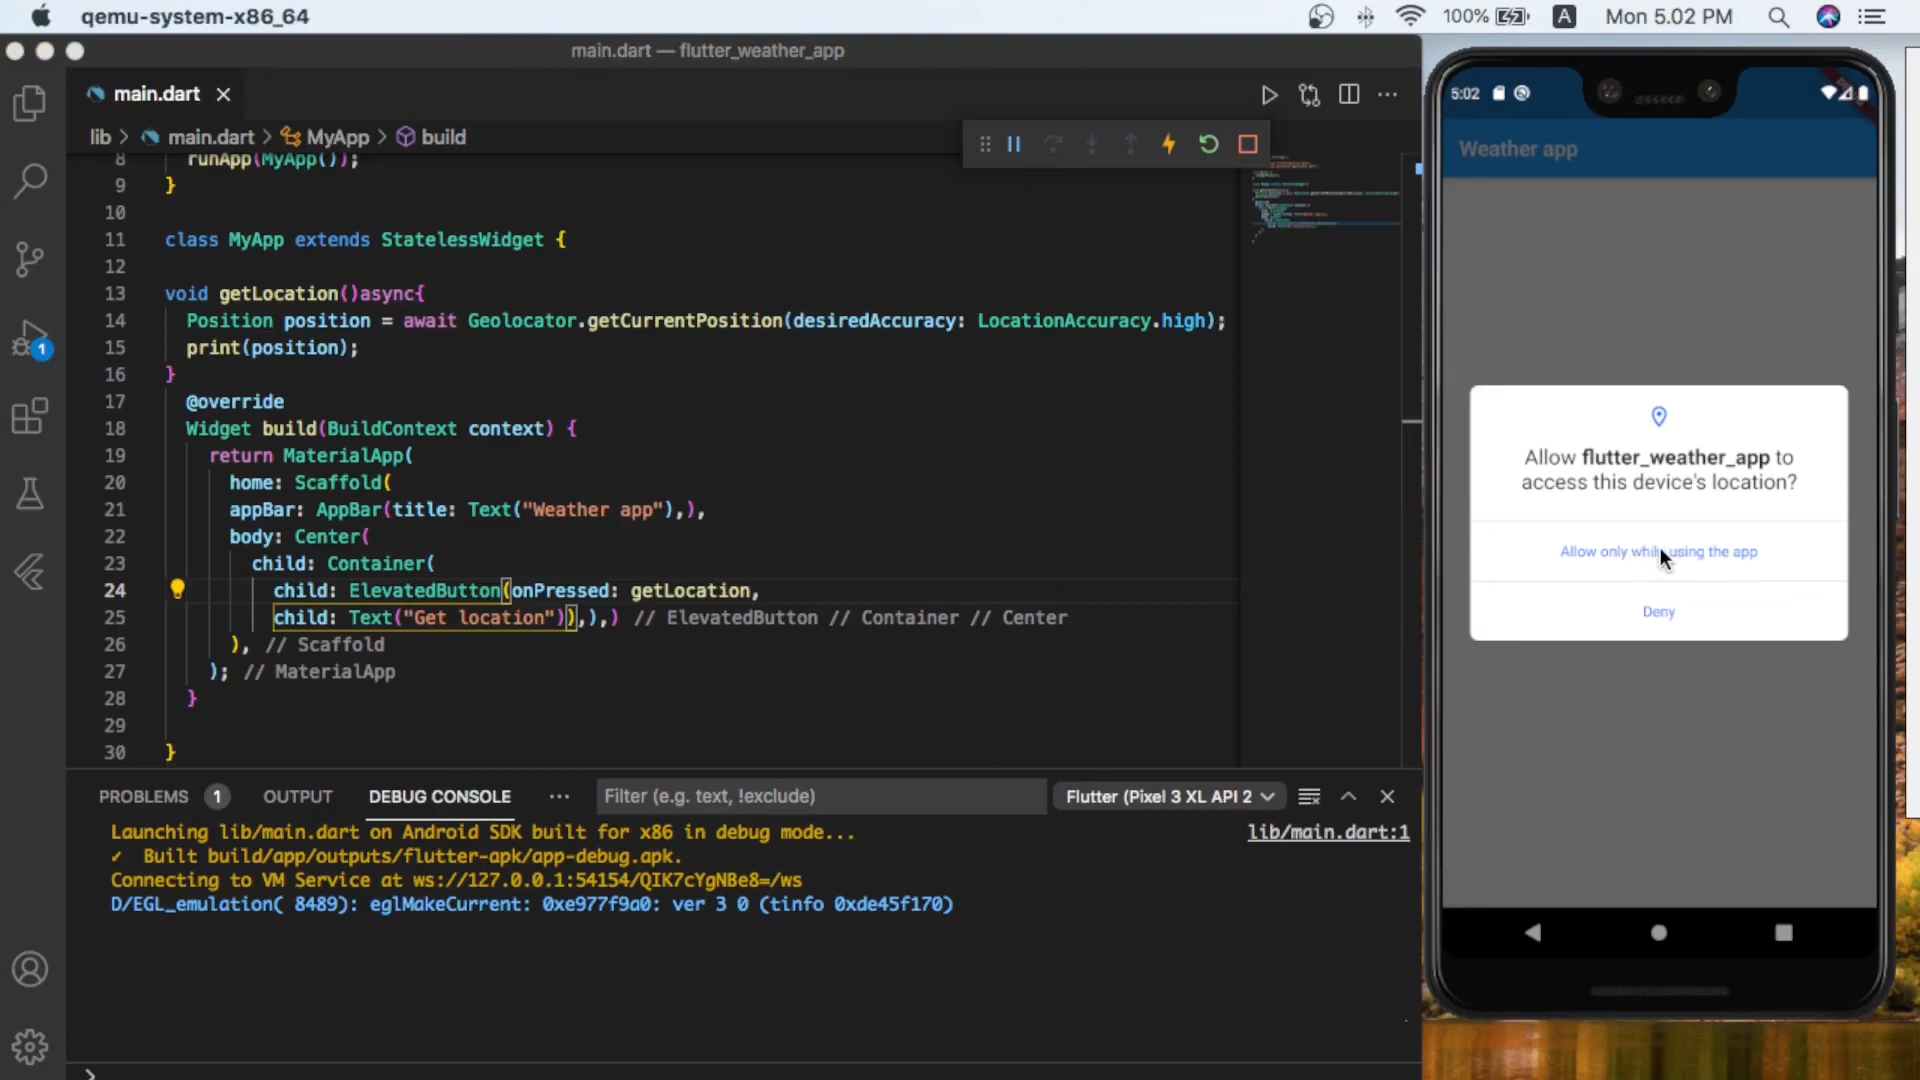 qemu-system-x86_64
100%
A
Mon 5.02 PM
main.dart — flutter_weather_app
main.dart
lib > main.dart > MyApp > build
8 runApp(MyApp());
9 }
10
11 class MyApp extends StatelessWidget {
12
13 void getLocation()async{
14 Position position = await Geolocator.getCurrentPosition(desiredAccuracy: LocationAccuracy.high);
15 print(position);
16 }
17 @override
18 Widget build(BuildContext context) {
19 return MaterialApp(
20 home: Scaffold(
21 appBar: AppBar(title: Text("Weather app"),),
22 body: Center(
23 child: Container(
24 child: ElevatedButton(onPressed: getLocation,
25 child: Text("Get location")),),) // ElevatedButton // Container // Center
26 ), // Scaffold
27 ); // MaterialApp
28 }
29
30 }
1
PROBLEMS 1 OUTPUT DEBUG CONSOLE ··· Filter (e.g. text, !exclude) Flutter (Pixel 3 XL API 2
Launching lib/main.dart on Android SDK built for x86 in debug mode... lib/main.dart:1
✓ Built build/app/outputs/flutter-apk/app-debug.apk.
Connecting to VM Service at ws://127.0.0.1:54154/QIK7cYgNBe8=/ws
D/EGL_emulation( 8489): eglMakeCurrent: 0xe977f9a0: ver 3 0 (tinfo 0xde45f170)
>
5:02
Weather app
Allow flutter_weather_app to
access this device's location?
Allow only while using the app
Deny